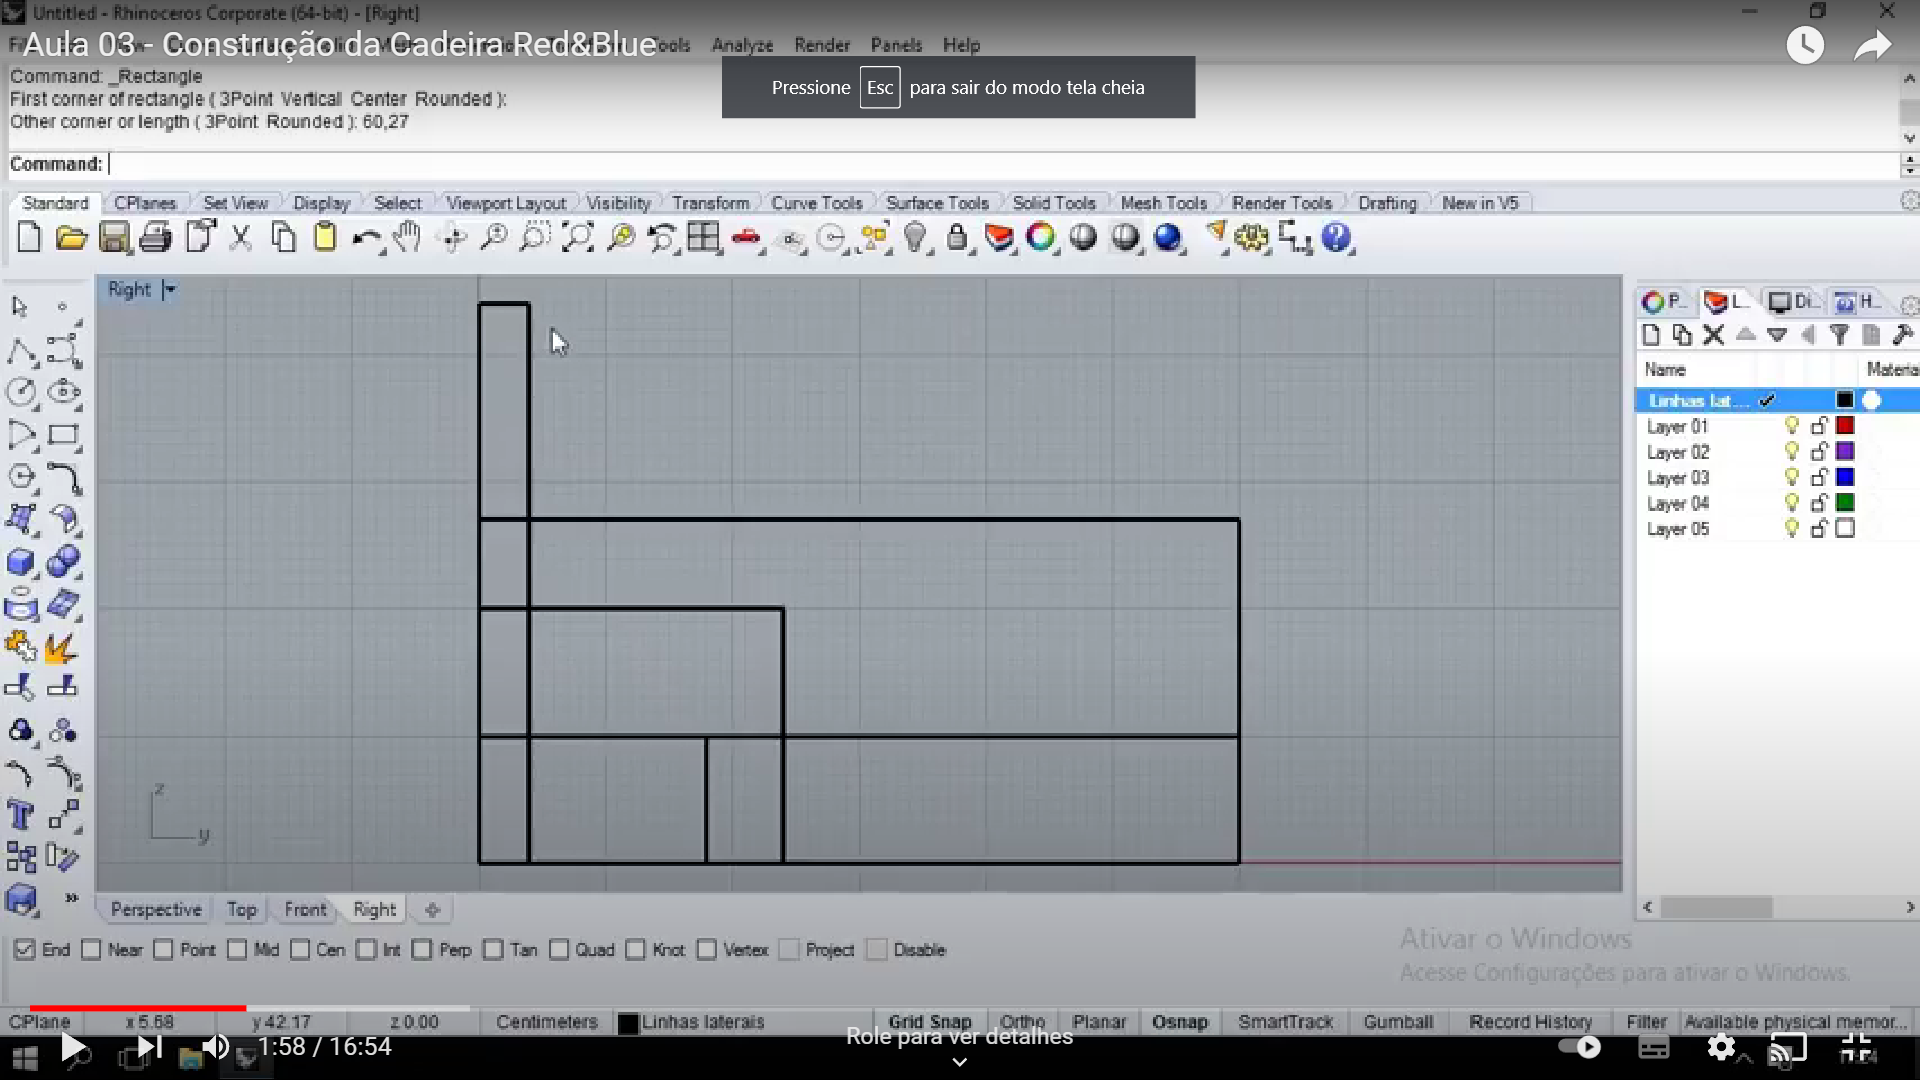 Untitled - Rhinoceros Corporate (64-bit) - [Right]
Aula 03 - Construção da Cadeira Red&Blue
Tools Analyze Render Panels Help
Command: _Rectangle
First corner of rectangle ( 3Point Vertical Center Rounded ):
Other corner or length ( 3Point Rounded ): 60,27
Pressione Esc para sair do modo tela cheia
Command:
Standard CPlanes Set View Display Select Viewport Layout Visibility Transform Curve Tools Surface Tools Solid Tools Mesh Tools Render Tools Drafting New in V5
Right
P... L... Di... H...
Name Material
Linhas lat...
Layer 01
Layer 02
Layer 03
Layer 04
Layer 05
z
y
Perspective Top Front Right
End Near Point Mid Cen Int Perp Tan Quad Knot Vertex Project Disable
Ativar o Windows
Acesse Configurações para ativar o Windows.
CPlane x 5.68 y 42.17 z 0.00 Centimeters Linhas laterais Grid Snap Ortho Planar Osnap SmartTrack Gumball Record History Filter Available physical memor...
1:58 / 16:54
Role para ver detalhes